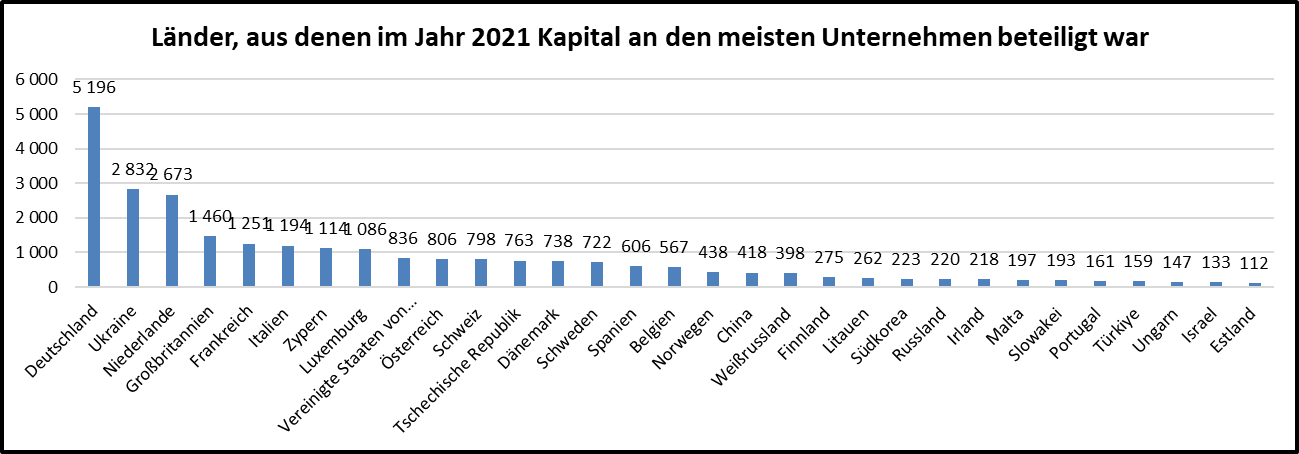 Länder, aus denen im Jahr 2021 Kapital an den meisten Unternehmen beteiligt war
6 000
5 000
4 000
3 000
2 000
1 000
0
5 196
2 832
2 673
1 460
1 251
1 194
1 114
1 086
836
806
798
763
738
722
606
567
438
418
398
275
262
223
220
218
197
193
161
159
147
133
112
Deutschland
Ukraine
Niederlande
Großbritannien
Frankreich
Italien
Zypern
Luxemburg
Vereinigte Staaten von...
Österreich
Schweiz
Tschechische Republik
Dänemark
Schweden
Spanien
Belgien
Norwegen
China
Weißrussland
Finnland
Litauen
Südkorea
Russland
Irland
Malta
Slowakei
Portugal
Türkiye
Ungarn
Israel
Estland